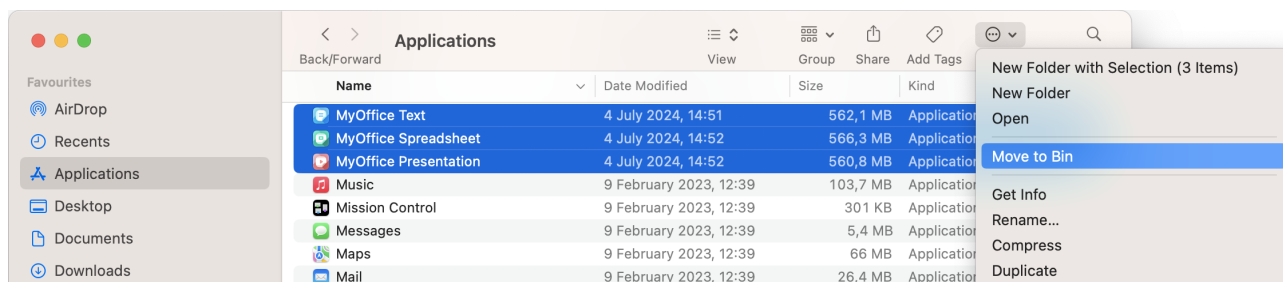 Applications
Back/Forward
View
Group
Share
Add Tags
Favourites
AirDrop
Recents
Applications
Desktop
Documents
Downloads
Name Date Modified Size Kind
MyOffice Text 4 July 2024, 14:51 562,1 MB Application
MyOffice Spreadsheet 4 July 2024, 14:52 566,3 MB Application
MyOffice Presentation 4 July 2024, 14:52 560,8 MB Application
Music 9 February 2023, 12:39 103,7 MB Application
Mission Control 9 February 2023, 12:39 301 KB Application
Messages 9 February 2023, 12:39 5,4 MB Application
Maps 9 February 2023, 12:39 66 MB Application
Mail 9 February 2023, 12:39 26,4 MB Application
New Folder with Selection (3 Items)
New Folder
Open
Move to Bin
Get Info
Rename...
Compress
Duplicate